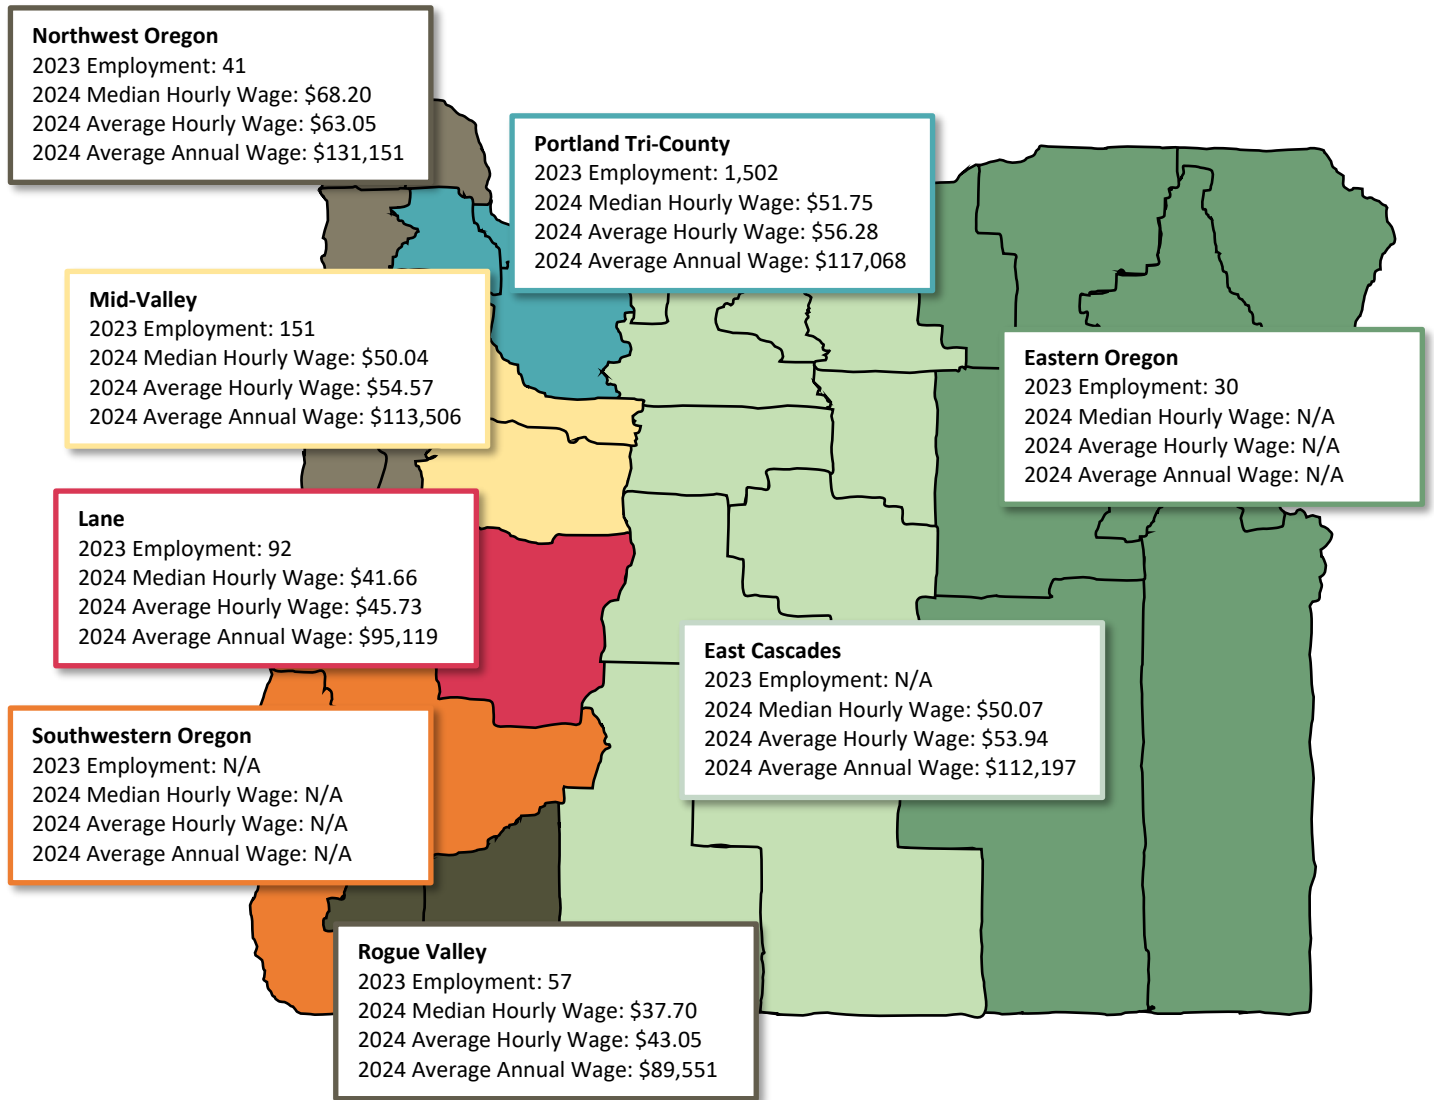 Northwest Oregon
2023 Employment: 41
2024 Median Hourly Wage: $68.20
2024 Average Hourly Wage: $63.05
2024 Average Annual Wage: $131,151
Portland Tri-County
2023 Employment: 1,502
2024 Median Hourly Wage: $51.75
2024 Average Hourly Wage: $56.28
2024 Average Annual Wage: $117,068
Mid-Valley
2023 Employment: 151
2024 Median Hourly Wage: $50.04
2024 Average Hourly Wage: $54.57
2024 Average Annual Wage: $113,506
Eastern Oregon
2023 Employment: 30
2024 Median Hourly Wage: N/A
2024 Average Hourly Wage: N/A
2024 Average Annual Wage: N/A
Lane
2023 Employment: 92
2024 Median Hourly Wage: $41.66
2024 Average Hourly Wage: $45.73
2024 Average Annual Wage: $95,119
East Cascades
2023 Employment: N/A
2024 Median Hourly Wage: $50.07
2024 Average Hourly Wage: $53.94
2024 Average Annual Wage: $112,197
Southwestern Oregon
2023 Employment: N/A
2024 Median Hourly Wage: N/A
2024 Average Hourly Wage: N/A
2024 Average Annual Wage: N/A
Rogue Valley
2023 Employment: 57
2024 Median Hourly Wage: $37.70
2024 Average Hourly Wage: $43.05
2024 Average Annual Wage: $89,551